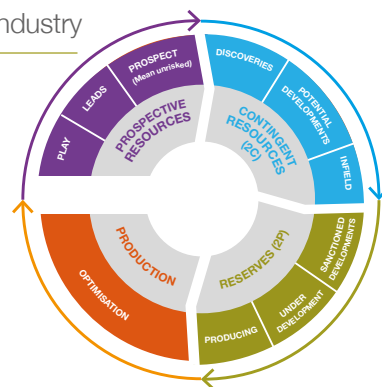 ndustry
PLAY
LEADS
PROSPECT
(Mean unrisked)
PROSPECTIVE
RESOURCES
DISCOVERIES
POTENTIAL
DEVELOPMENTS
INFIELD
CONTINGENT
RESOURCES
(2C)
SANCTIONED
DEVELOPMENTS
UNDER
DEVELOPMENT
PRODUCING
RESERVES (2P)
PRODUCTION
OPTIMISATION